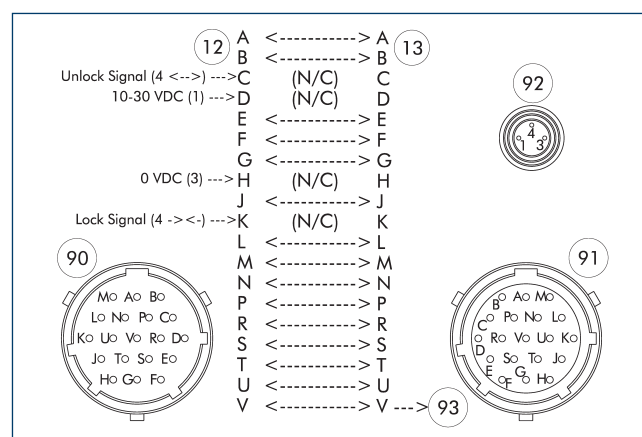 12 A <-----------> A 13
B <-----------> B
Unlock Signal (4 <-->) --->C (N/C) C
10-30 VDC (1) --->D (N/C) D
E <-----------> E
F <-----------> F
G <-----------> G
0 VDC (3) --->H (N/C) H
J <-----------> J
Lock Signal (4 -><-) --->K (N/C) K
L <-----------> L
M <-----------> M
N <-----------> N
P <-----------> P
R <-----------> R
S <-----------> S
T <-----------> T
U <-----------> U
V <-----------> V ---> 93
92
4
1 3
90
M A B
L N P C
K U V R D
J T S E
H G F
91
B A M
C P N L
D R V U K
E S T J
F G H